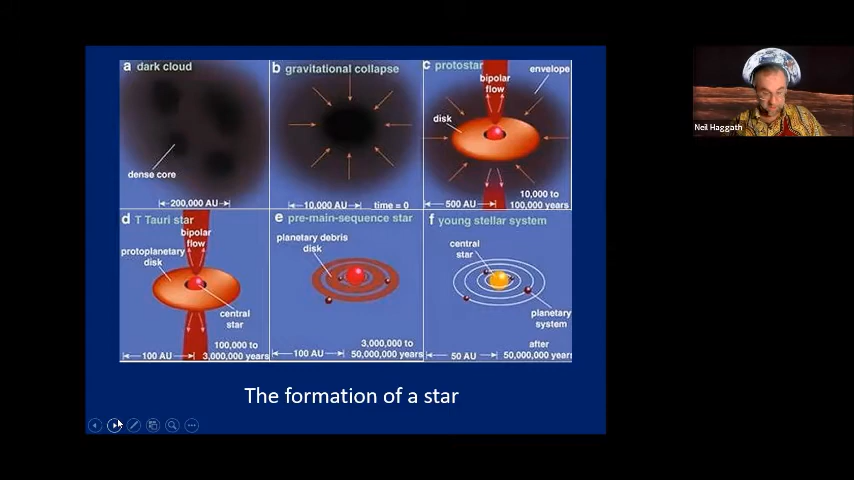 a dark cloud
dense core
200,000 AU
b gravitational collapse
10,000 AU
time = 0
c protostar
bipolar
flow
envelope
disk
500 AU
10,000 to
100,000 years
d T Tauri star
bipolar
flow
protoplanetary
disk
central
star
100 AU
100,000 to
3,000,000 years
e pre-main-sequence star
planetary debris
disk
100 AU
3,000,000 to
50,000,000 years
f young stellar system
central
star
planetary
system
50 AU
after
50,000,000 years
The formation of a star
Neil Haggath